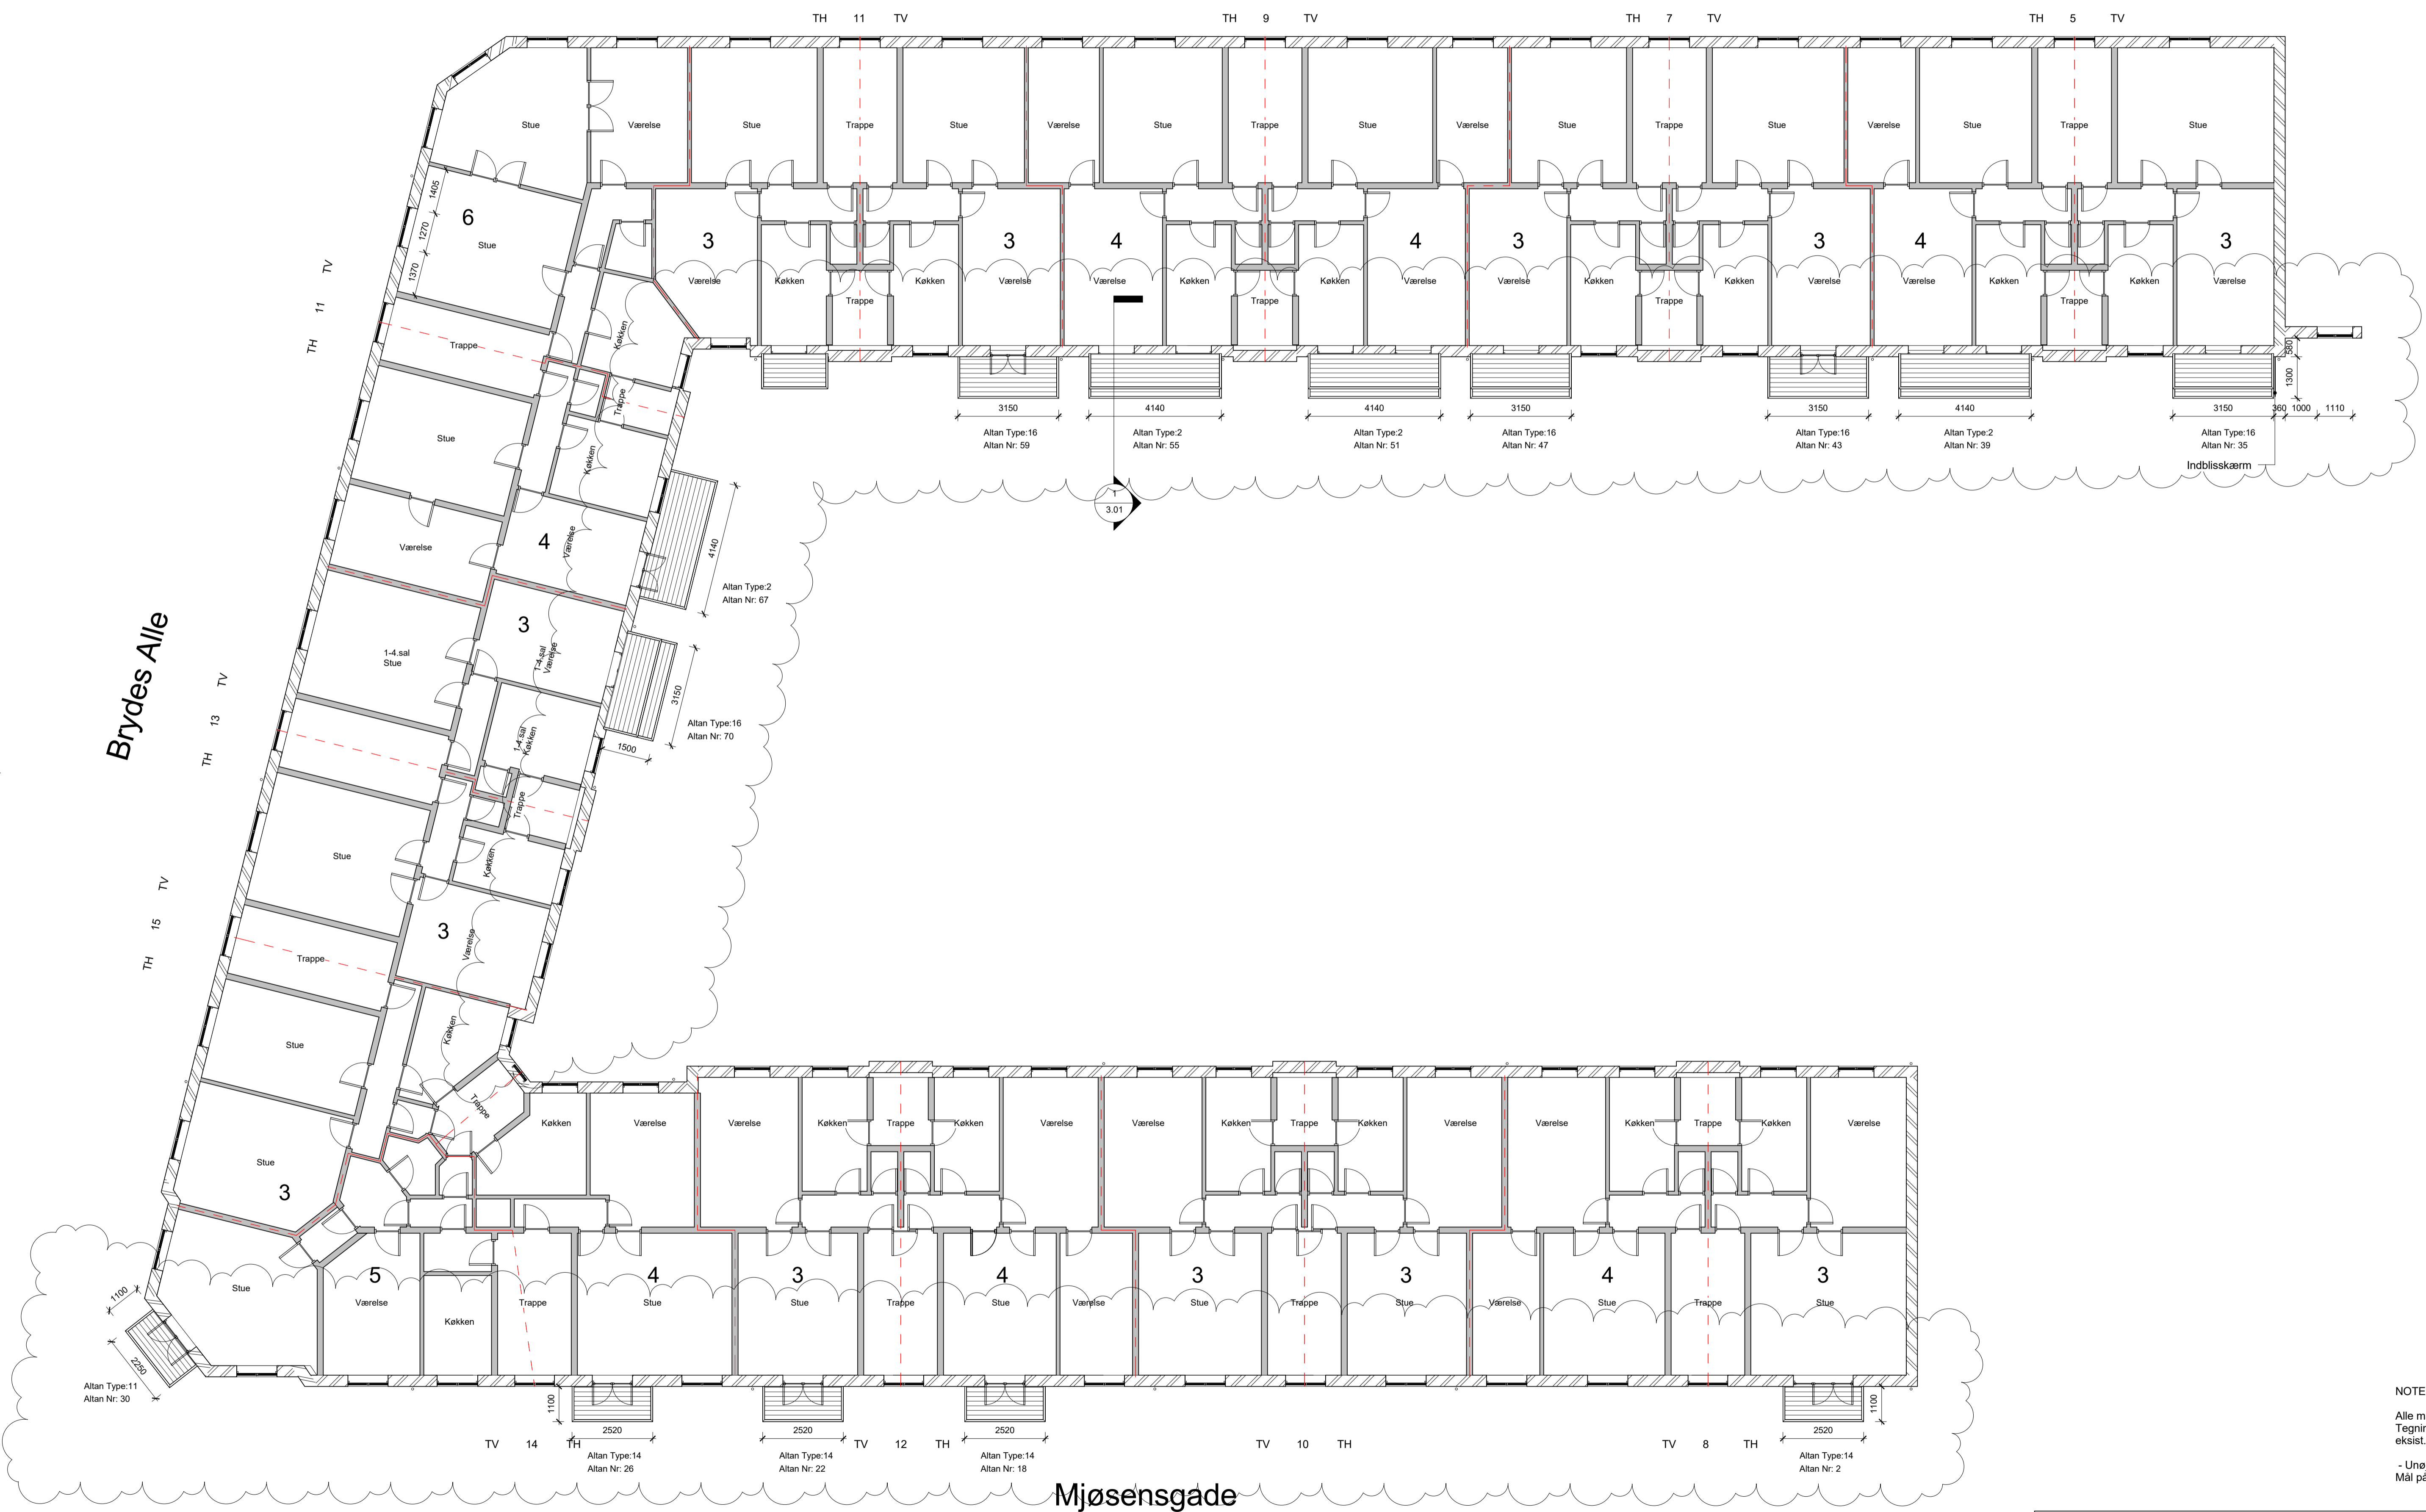 TH 11 TV TH 9 TV TH 7 TV TH 5 TV
Stue Værelse Stue Trappe Stue Værelse Stue Trappe Stue Værelse Stue Trappe Stue Værelse Stue Trappe Stue
1405
1270
1370
6
Stue
3 3 4 4 3 3 4 3
Værelse Køkken Køkken Værelse Værelse Køkken Køkken Værelse Værelse Køkken Køkken Værelse Værelse Køkken Køkken Værelse
Trappe Trappe Trappe Trappe
TH 11 TV
Trappe
Køkken
Trappe
Stue
Køkken
580
1300
3150 4140 4140 3150 3150 4140 3150 360 1000 1110
Altan Type:16
Altan Nr: 59
Altan Type:2
Altan Nr: 55
Altan Type:2
Altan Nr: 51
Altan Type:16
Altan Nr: 47
Altan Type:16
Altan Nr: 43
Altan Type:2
Altan Nr: 39
Altan Type:16
Altan Nr: 35
Indblisskærm
1
3.01
Værelse
4
Værelse
4140
Altan Type:2
Altan Nr: 67
Brydes Alle
3
1-4.sal
Stue
1-4.sal
Værelse
3150
Altan Type:16
Altan Nr: 70
1500
1-4.sal
Køkken
TH 13 TV
Trappe
Stue
Køkken
TH 15 TV
3
Værelse
Trappe
Stue
Køkken
Trappe
Stue
3
Køkken Værelse Værelse Køkken Trappe Køkken Værelse Værelse Køkken Trappe Køkken Værelse Værelse Køkken Trappe Køkken Værelse
5 4 3 4 3 3 4 3
Stue Værelse Køkken Trappe Stue Stue Trappe Stue Værelse Stue Trappe Stue Værelse Stue Trappe Stue
1100
2250
Altan Type:11
Altan Nr: 30
1100
2520 2520 2520 2520
1100
TV 14 TH TV 12 TH TV 10 TH TV 8 TH
Altan Type:14
Altan Nr: 26
Altan Type:14
Altan Nr: 22
Altan Type:14
Altan Nr: 18
Altan Type:14
Altan Nr: 2
Mjøsensgade
NOTE
Alle m
Tegnin
eksist.
- Unø
Mål på